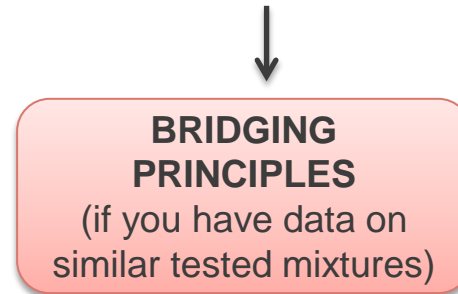 BRIDGING
PRINCIPLES
(if you have data on
similar tested mixtures)